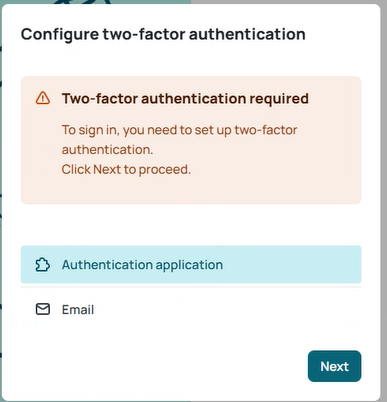 Configure two-factor authentication
Two-factor authentication required
To sign in, you need to set up two-factor
authentication.
Click Next to proceed.
Authentication application
Email
Next